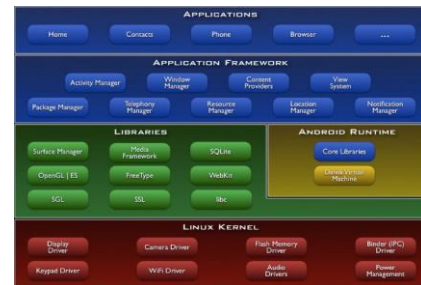 APPLICATIONS
Home
Contacts
Phone
Browser
...
APPLICATION FRAMEWORK
Activity Manager
Window
Manager
Content
Providers
View
System
Package Manager
Telephony
Manager
Resource
Manager
Location
Manager
Notification
Manager
LIBRARIES
Surface Manager
Media
Framework
SQLite
OpenGL | ES
FreeType
WebKit
SGL
SSL
libc
ANDROID RUNTIME
Core Libraries
Dalvik Virtual
Machine
LINUX KERNEL
Display
Driver
Camera Driver
Flash Memory
Driver
Binder (IPC)
Driver
Keypad Driver
WiFi Driver
Audio
Drivers
Power
Management